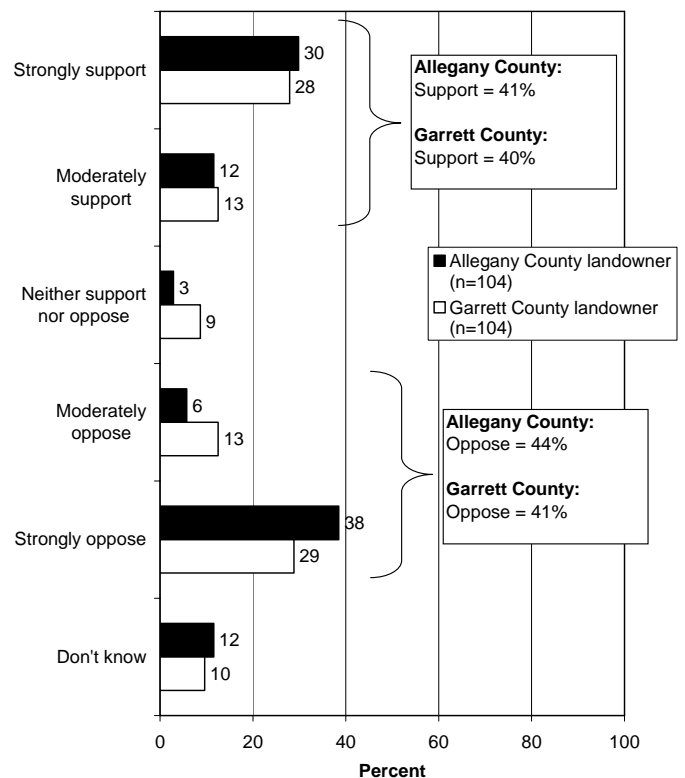 Strongly support
30
28
Allegany County:
Support = 41%
Garrett County:
Support = 40%
Moderately
support
12
13
Allegany County landowner
(n=104)
Garrett County landowner
(n=104)
Neither support
nor oppose
3
9
Moderately
oppose
6
13
Allegany County:
Oppose = 44%
Garrett County:
Oppose = 41%
Strongly oppose
38
29
Don't know
12
10
0 20 40 60 80 100
Percent